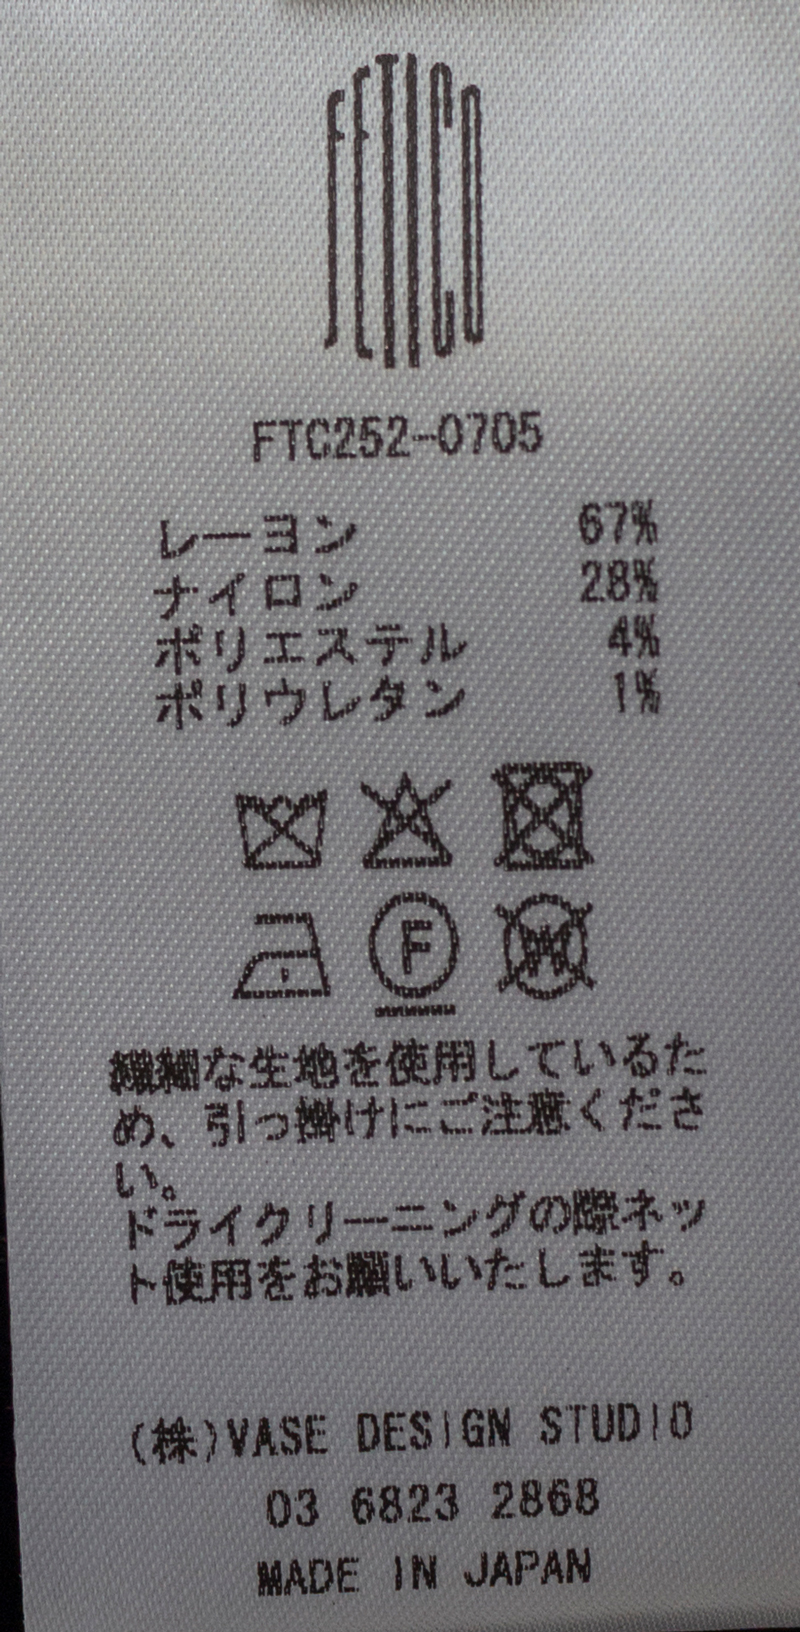 FETICO
FTC252-0705
レーヨン 67%
ナイロン 28%
ポリエステル 4%
ポリウレタン 1%
F
W
繊細な生地を使用しているた
め、引っ掛けにご注意くださ
い。
ドライクリーニングの際ネッ
ト使用をお願いいたします。
(株)VASE DESIGN STUDIO
03 6823 2868
MADE IN JAPAN